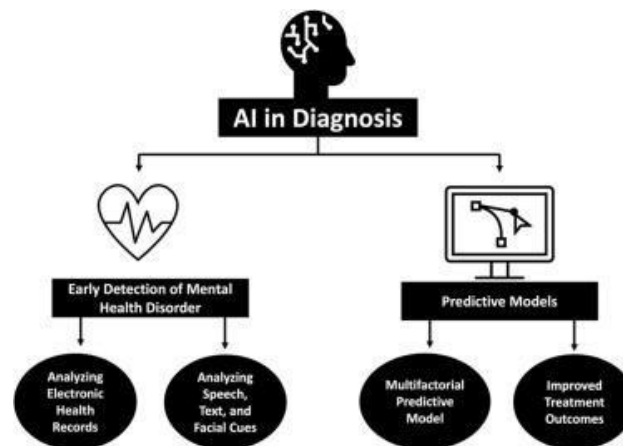 AI in Diagnosis
Early Detection of Mental
Health Disorder
Predictive Models
Analyzing
Electronic
Health
Records
Analyzing
Speech,
Text, and
Facial Cues
Multifactorial
Predictive
Model
Improved
Treatment
Outcomes